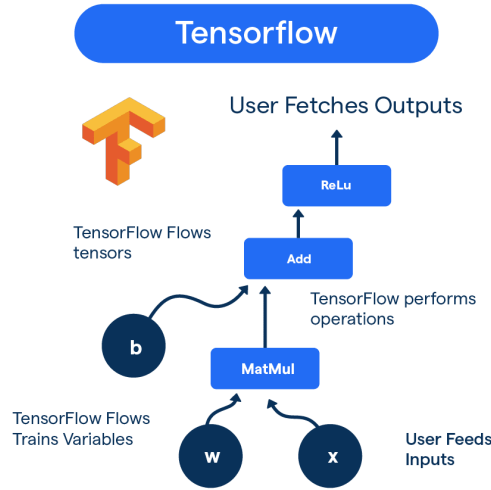 Tensorflow
User Fetches Outputs
ReLu
TensorFlow Flows
tensors
Add
TensorFlow performs
operations
b
MatMul
TensorFlow Flows
Trains Variables
w
x
User Feeds
Inputs